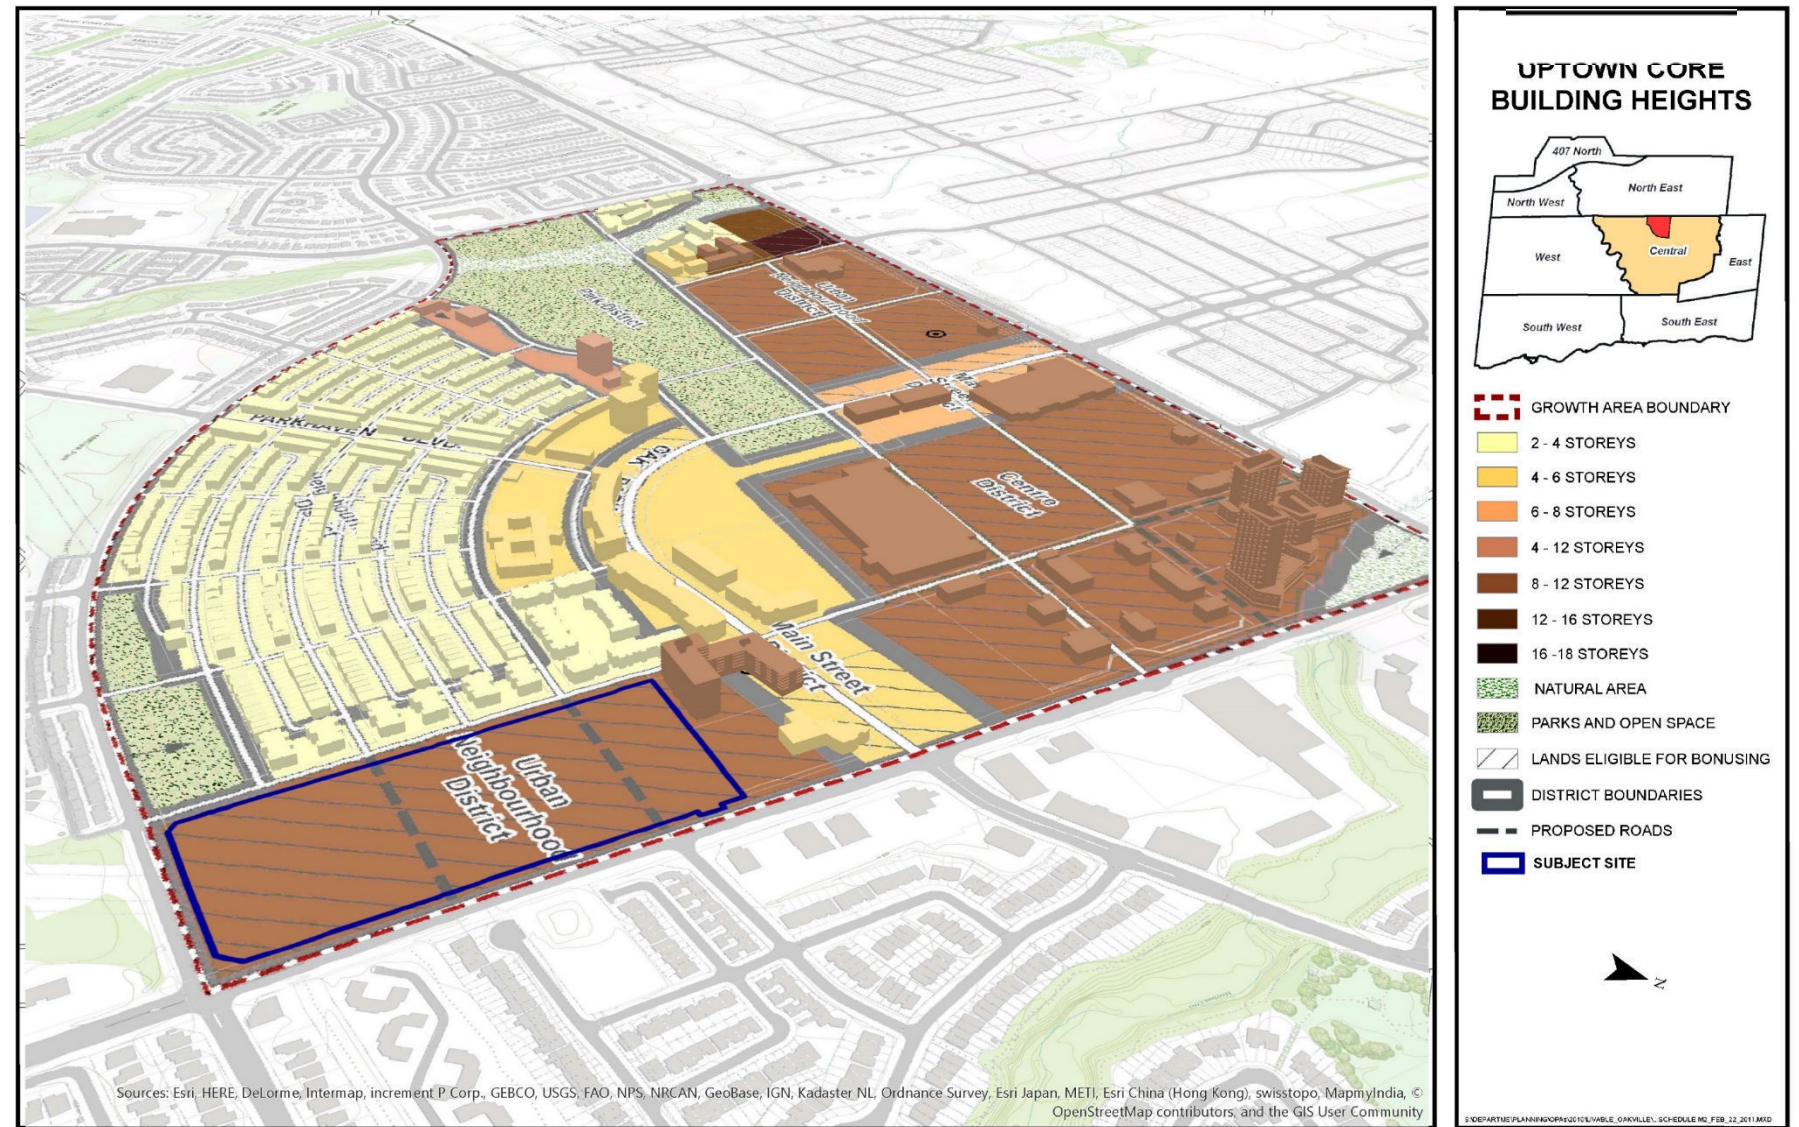 UPTOWN CORE
BUILDING HEIGHTS
407 North
North East
North West
West
Central
East
South West
South East
GROWTH AREA BOUNDARY
2 - 4 STOREYS
4 - 6 STOREYS
6 - 8 STOREYS
4 - 12 STOREYS
8 - 12 STOREYS
12 - 16 STOREYS
16 -18 STOREYS
NATURAL AREA
PARKS AND OPEN SPACE
LANDS ELIGIBLE FOR BONUSING
DISTRICT BOUNDARIES
PROPOSED ROADS
SUBJECT SITE
N
Park District
Urban
Neighbourhood
District
Centre
District
PARKHAVEN BLVD
OAK
Main Street
Urban
Neighbourhood
District
Sources: Esri, HERE, DeLorme, Intermap, increment P Corp., GEBCO, USGS, FAO, NPS, NRCAN, GeoBase, IGN, Kadaster NL, Ordnance Survey, Esri Japan, METI, Esri China (Hong Kong), swisstopo, MapmyIndia, ©
OpenStreetMap contributors, and the GIS User Community